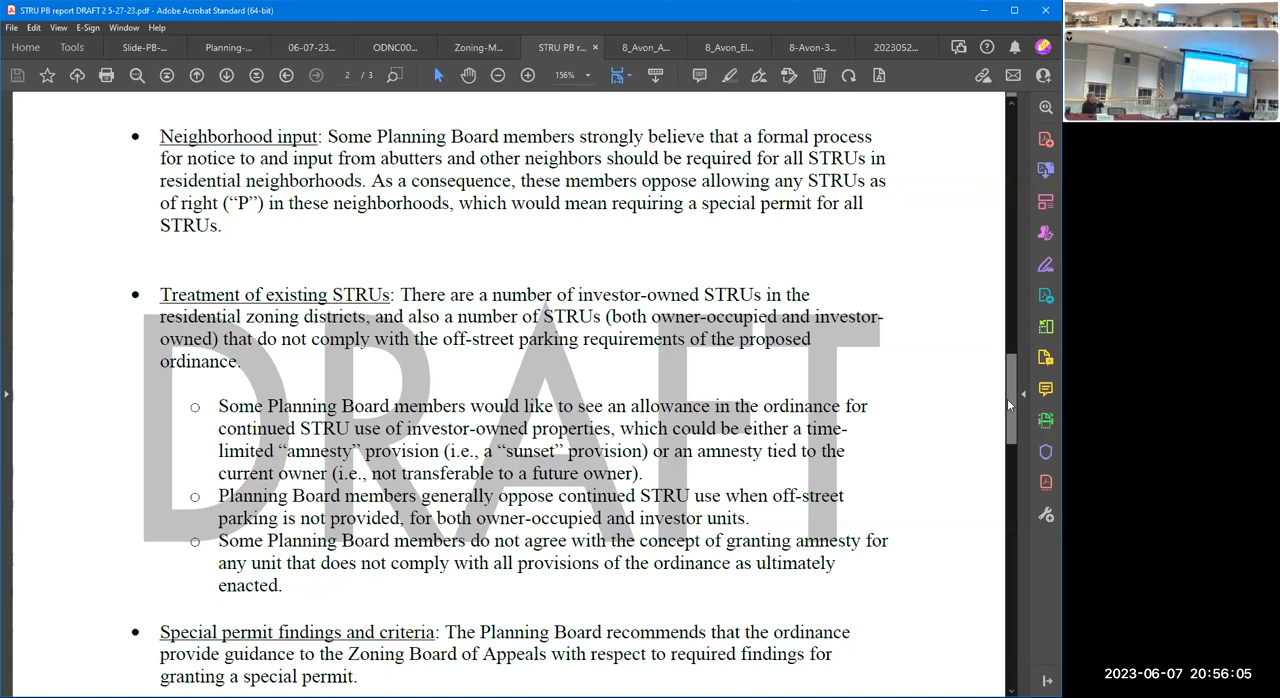 STRU PB report DRAFT 2 5-27-23.pdf - Adobe Acrobat Standard (64-bit)
File Edit View E-Sign Window Help
Home Tools Slide-PB-... Planning-... 06-07-23... ODNC00... Zoning-M... STRU PB r... × 8_Avon_A... 8_Avon_El... 8-Avon-3... 2023052...
2 / 3 156%
• Neighborhood input: Some Planning Board members strongly believe that a formal process
for notice to and input from abutters and other neighbors should be required for all STRUs in
residential neighborhoods. As a consequence, these members oppose allowing any STRUs as
of right (“P”) in these neighborhoods, which would mean requiring a special permit for all
STRUs.
• Treatment of existing STRUs: There are a number of investor-owned STRUs in the
residential zoning districts, and also a number of STRUs (both owner-occupied and investor-
owned) that do not comply with the off-street parking requirements of the proposed
ordinance.
○ Some Planning Board members would like to see an allowance in the ordinance for
continued STRU use of investor-owned properties, which could be either a time-
limited “amnesty” provision (i.e., a “sunset” provision) or an amnesty tied to the
current owner (i.e., not transferable to a future owner).
○ Planning Board members generally oppose continued STRU use when off-street
parking is not provided, for both owner-occupied and investor units.
○ Some Planning Board members do not agree with the concept of granting amnesty for
any unit that does not comply with all provisions of the ordinance as ultimately
enacted.
• Special permit findings and criteria: The Planning Board recommends that the ordinance
provide guidance to the Zoning Board of Appeals with respect to required findings for
granting a special permit.
DRAFT
DRAFT
2023-06-07 20:56:05